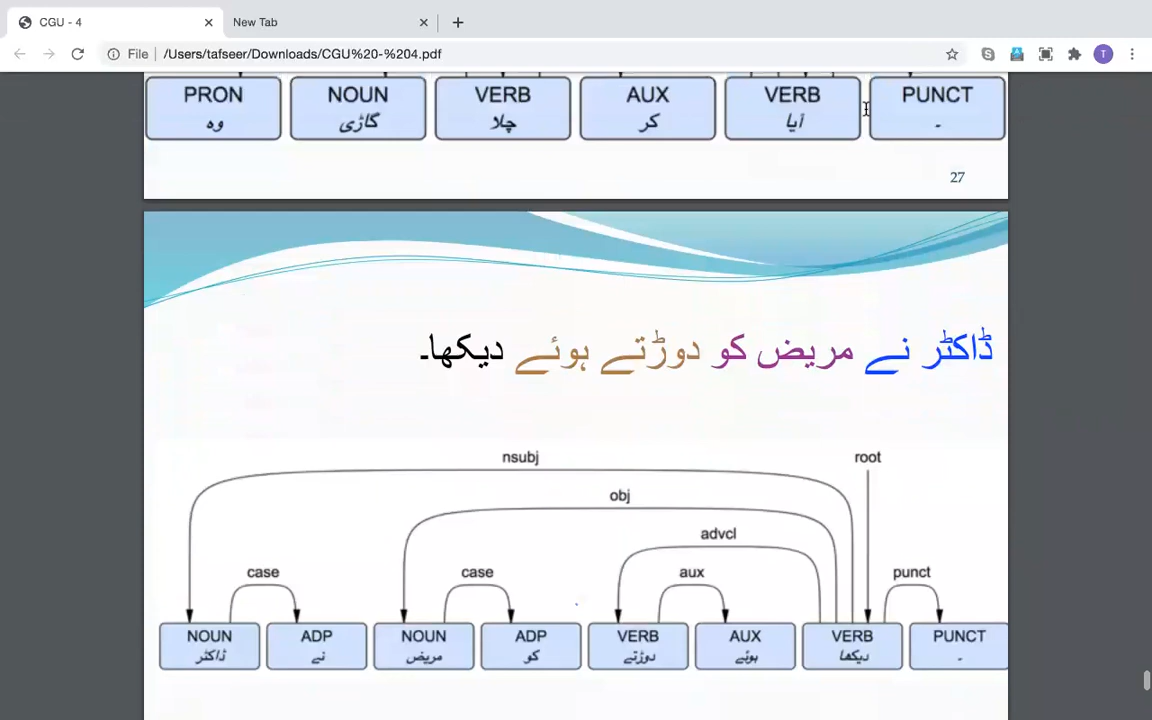 CGU - 4
New Tab
File
/Users/tafseer/Downloads/CGU%20-%204.pdf
T
PRON NOUN VERB AUX VERB PUNCT
وہ گاڑی چلا کر آیا ۔
27
ڈاکٹر نے مریض کو دوڑتے ہوئے دیکھا۔
nsubj root
obj
advcl
case case aux punct
NOUN ADP NOUN ADP VERB AUX VERB PUNCT
ڈاکٹر نے مریض کو دوڑتے ہوئے دیکھا ۔